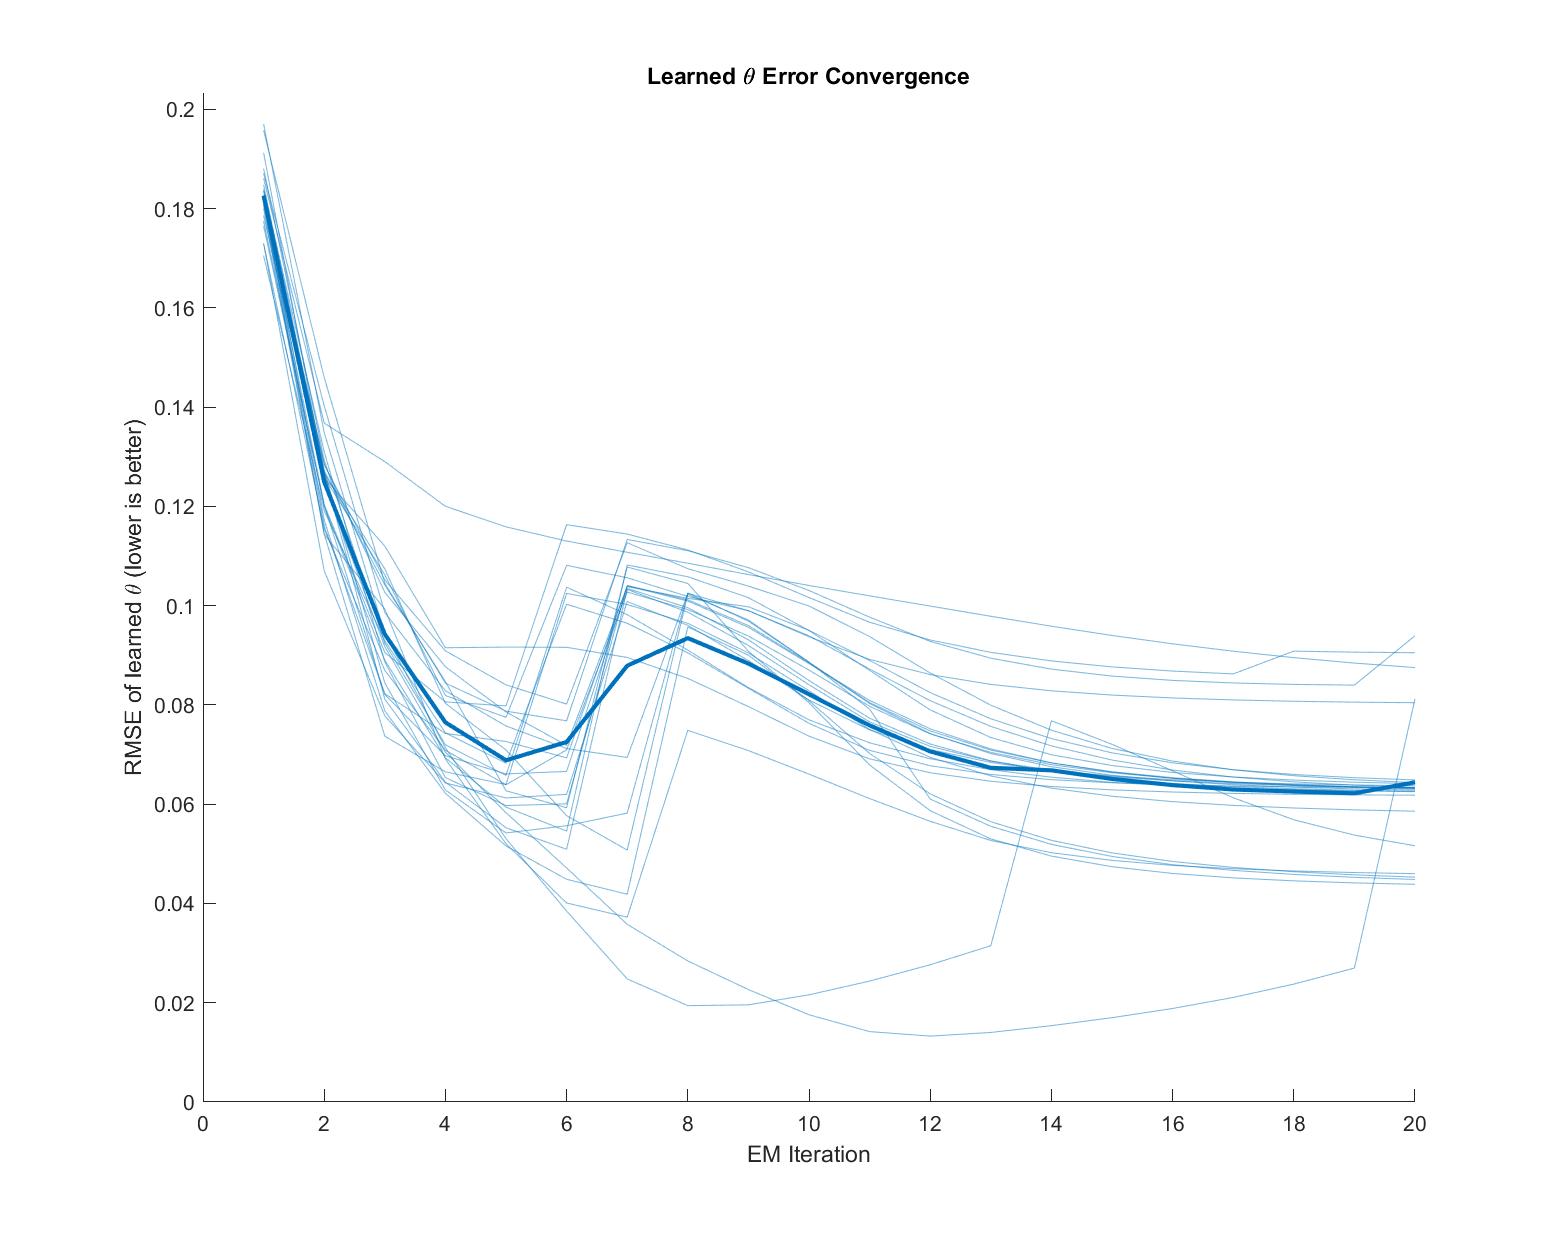 Learned θ Error Convergence
RMSE of learned θ (lower is better)
0.2
0.18
0.16
0.14
0.12
0.1
0.08
0.06
0.04
0.02
0
0 2 4 6 8 10 12 14 16 18 20
EM Iteration